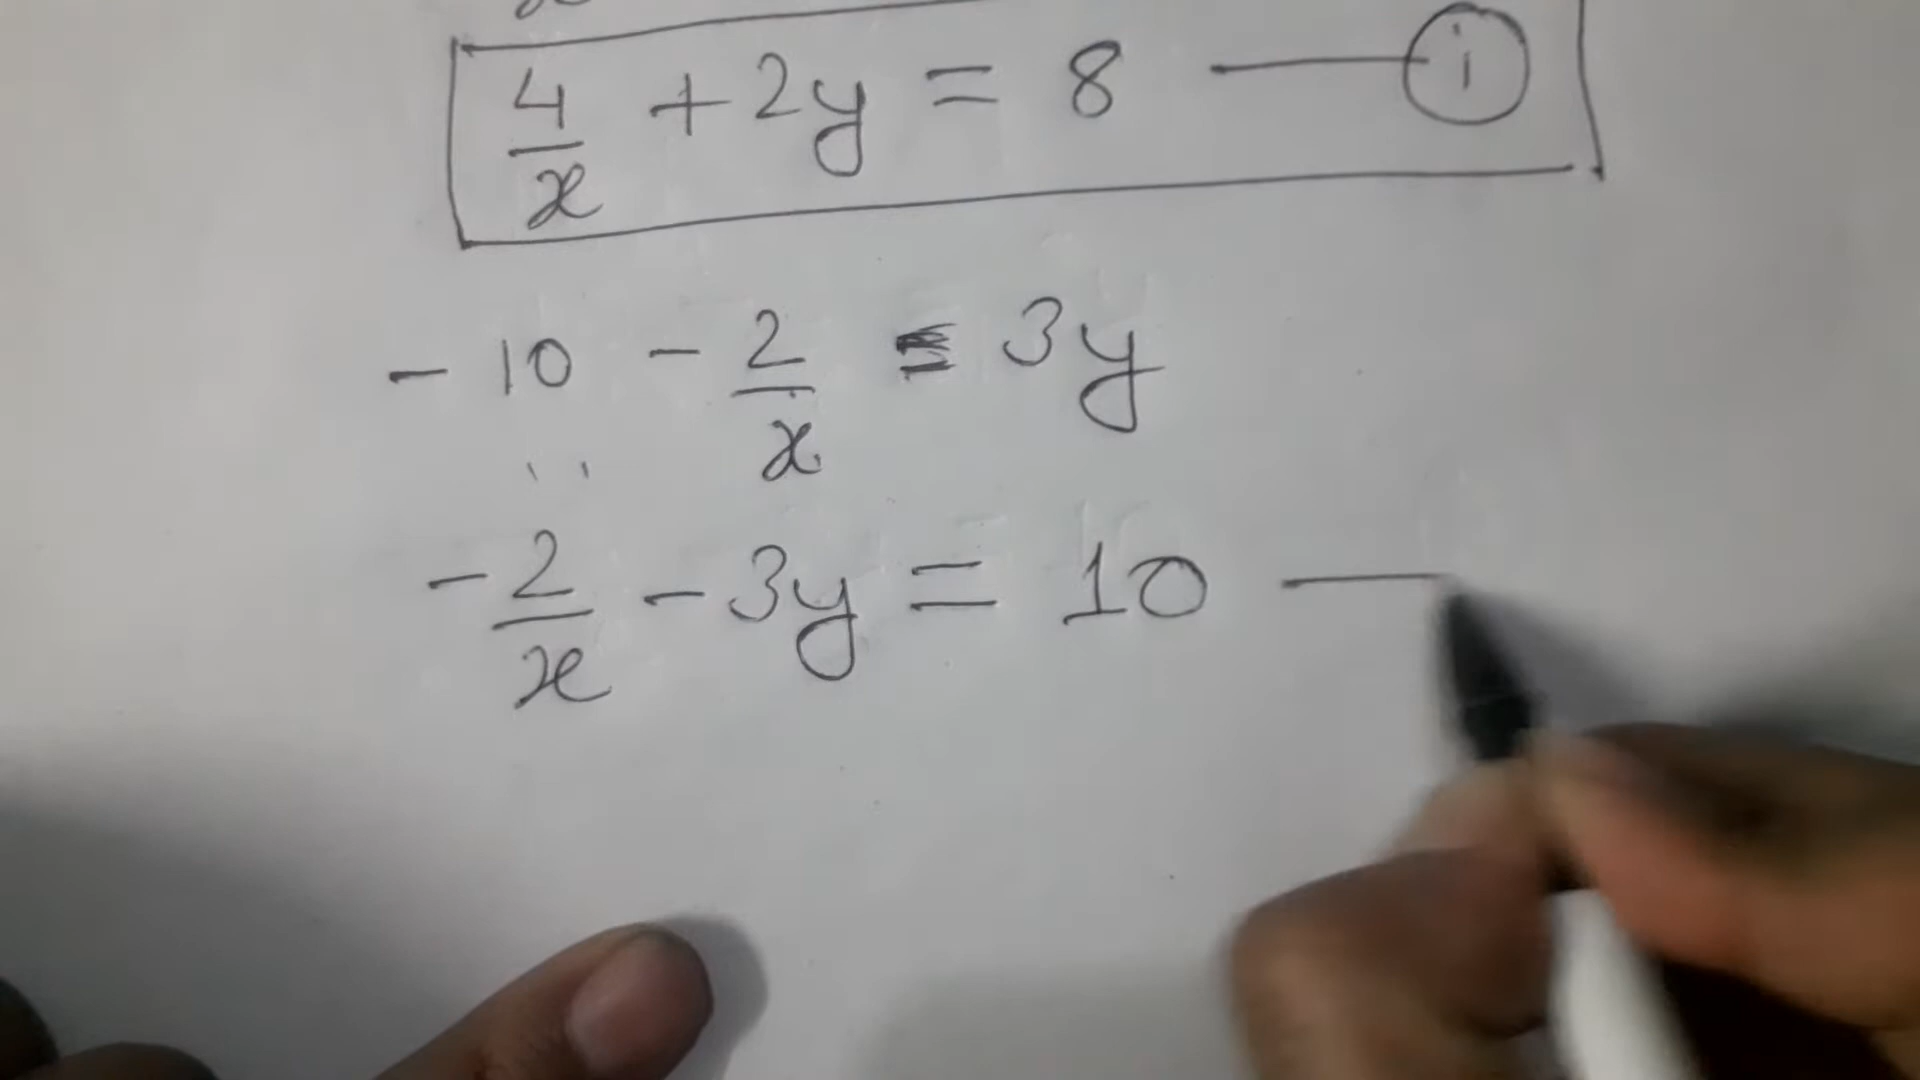 4/x + 2y = 8 — i
- 10 - 2/x = 3y
- 2/x - 3y = 10 —